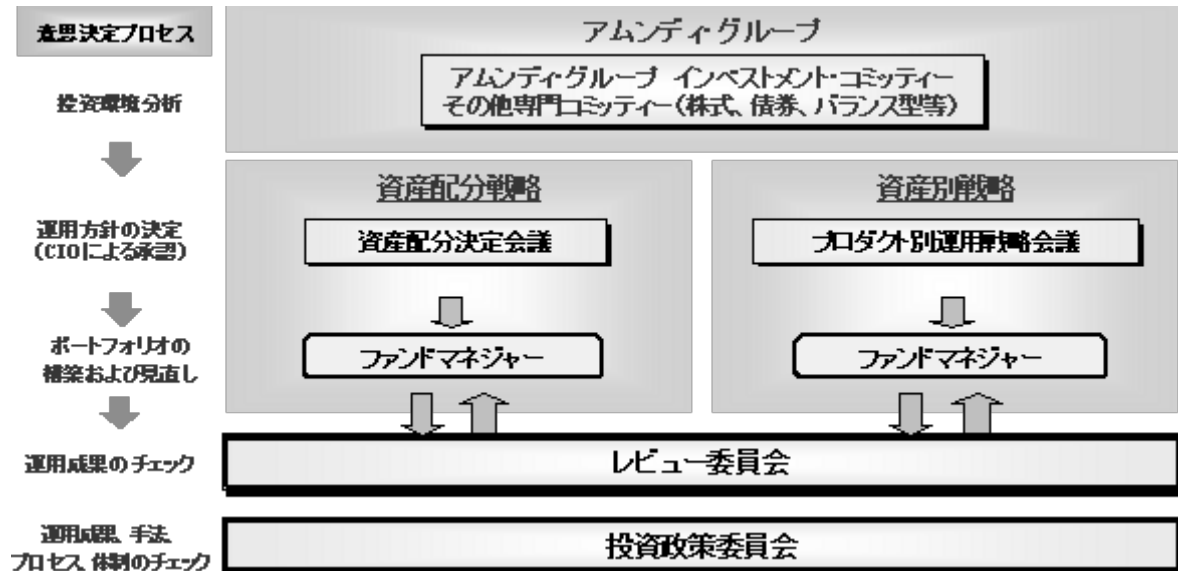 意思決定プロセス
アムンディ・グループ
アムンディ・グループ インベストメント・コミッティー
その他専門コミッティー(株式、債券、バランス型等)
投資環境分析
資産配分戦略
資産別戦略
運用方針の決定
(CIOによる承認)
資産配分決定会議
プロダクト別運用戦略会議
ポートフォリオの
構築および見直し
ファンドマネジャー
ファンドマネジャー
運用成果のチェック
レビュー委員会
運用成果、手法、
プロセス、体制のチェック
投資政策委員会